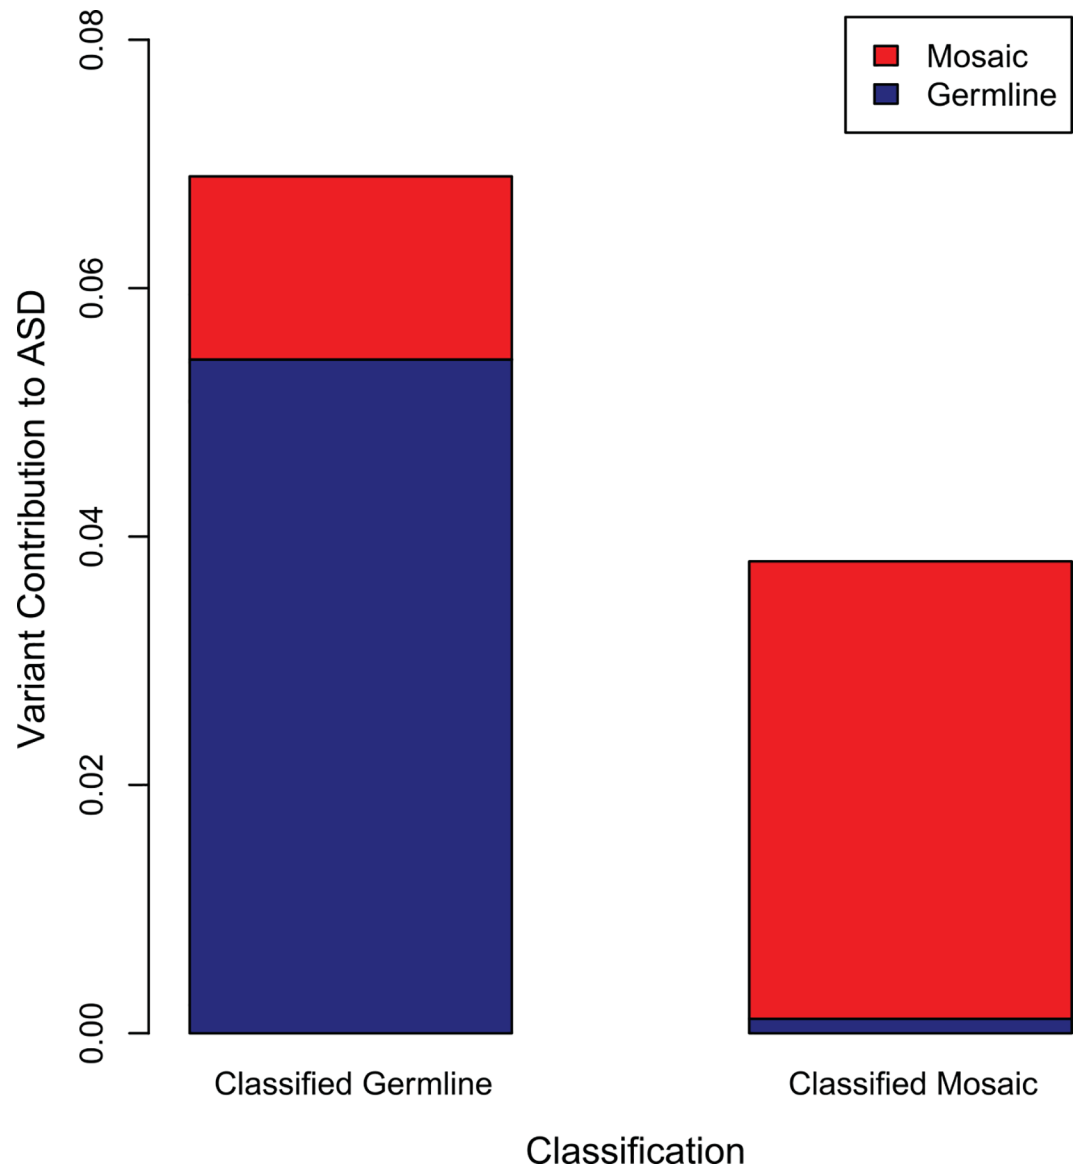 Mosaic
Germline
Variant Contribution to ASD
0.08
0.06
0.04
0.02
0.00
Classified Germline
Classified Mosaic
Classification